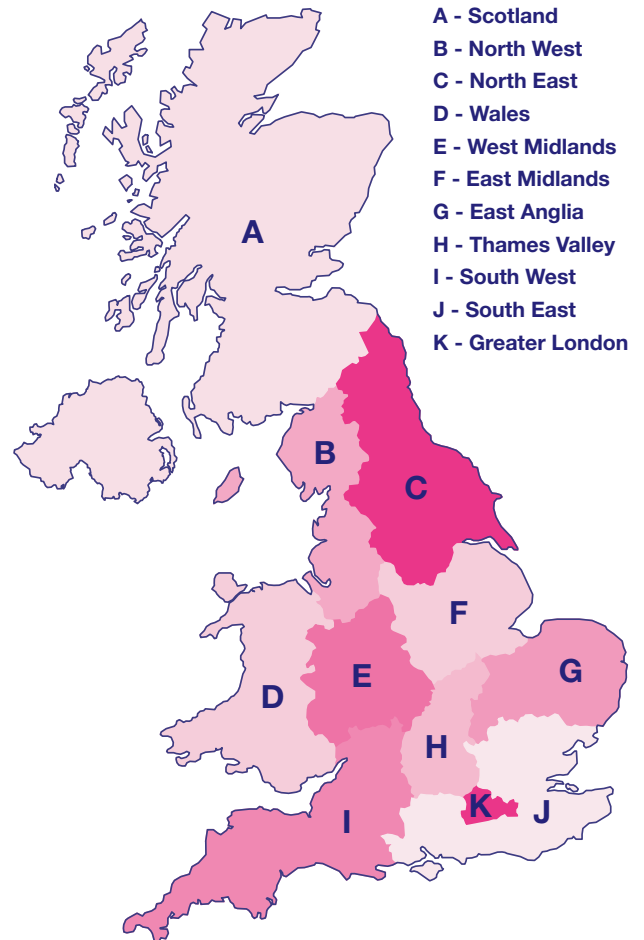 A - Scotland
B - North West
C - North East
D - Wales
E - West Midlands
F - East Midlands
G - East Anglia
H - Thames Valley
I - South West
J - South East
K - Greater London
A
B
C
F
G
E
D
H
K
J
I